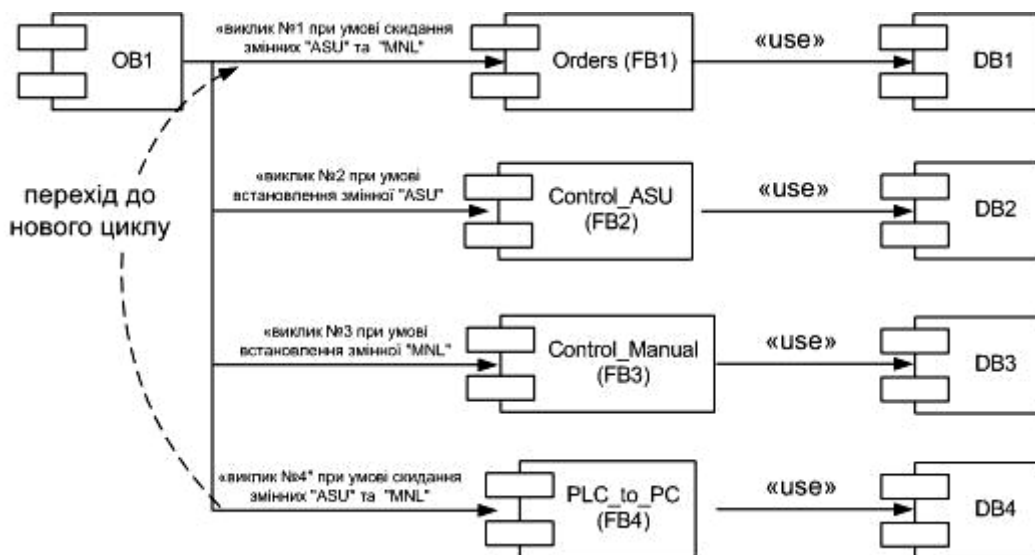 OB1
«виклик №1 при умові скидання
змінних "ASU" та "MNL"
Orders (FB1)
«use»
DB1
«виклик №2 при умові
встановлення змінної "ASU"
Control_ASU
(FB2)
«use»
DB2
перехід до
нового циклу
«виклик №3 при умові
встановлення змінної "MNL"
Control_Manual
(FB3)
«use»
DB3
«виклик №4" при умові скидання
змінних "ASU" та "MNL"
PLC_to_PC
(FB4)
«use»
DB4